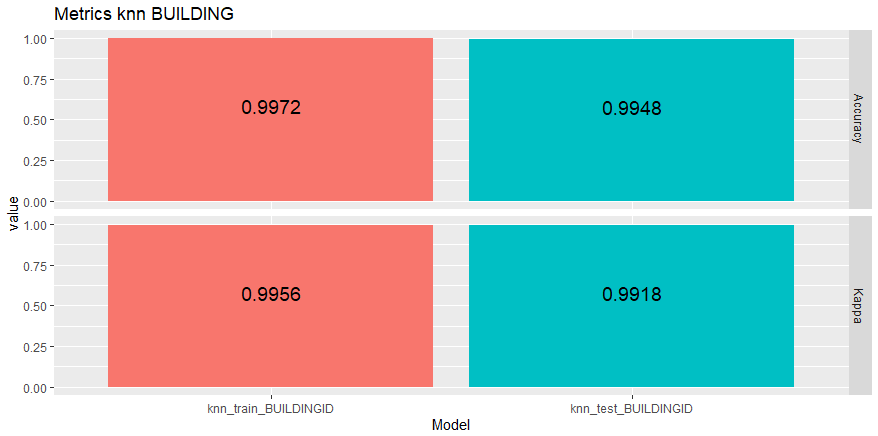 Metrics knn BUILDING
value
1.00
0.75
0.50
0.25
0.00
0.9972
0.9948
Accuracy
1.00
0.75
0.50
0.25
0.00
0.9956
0.9918
Kappa
knn_train_BUILDINGID
knn_test_BUILDINGID
Model